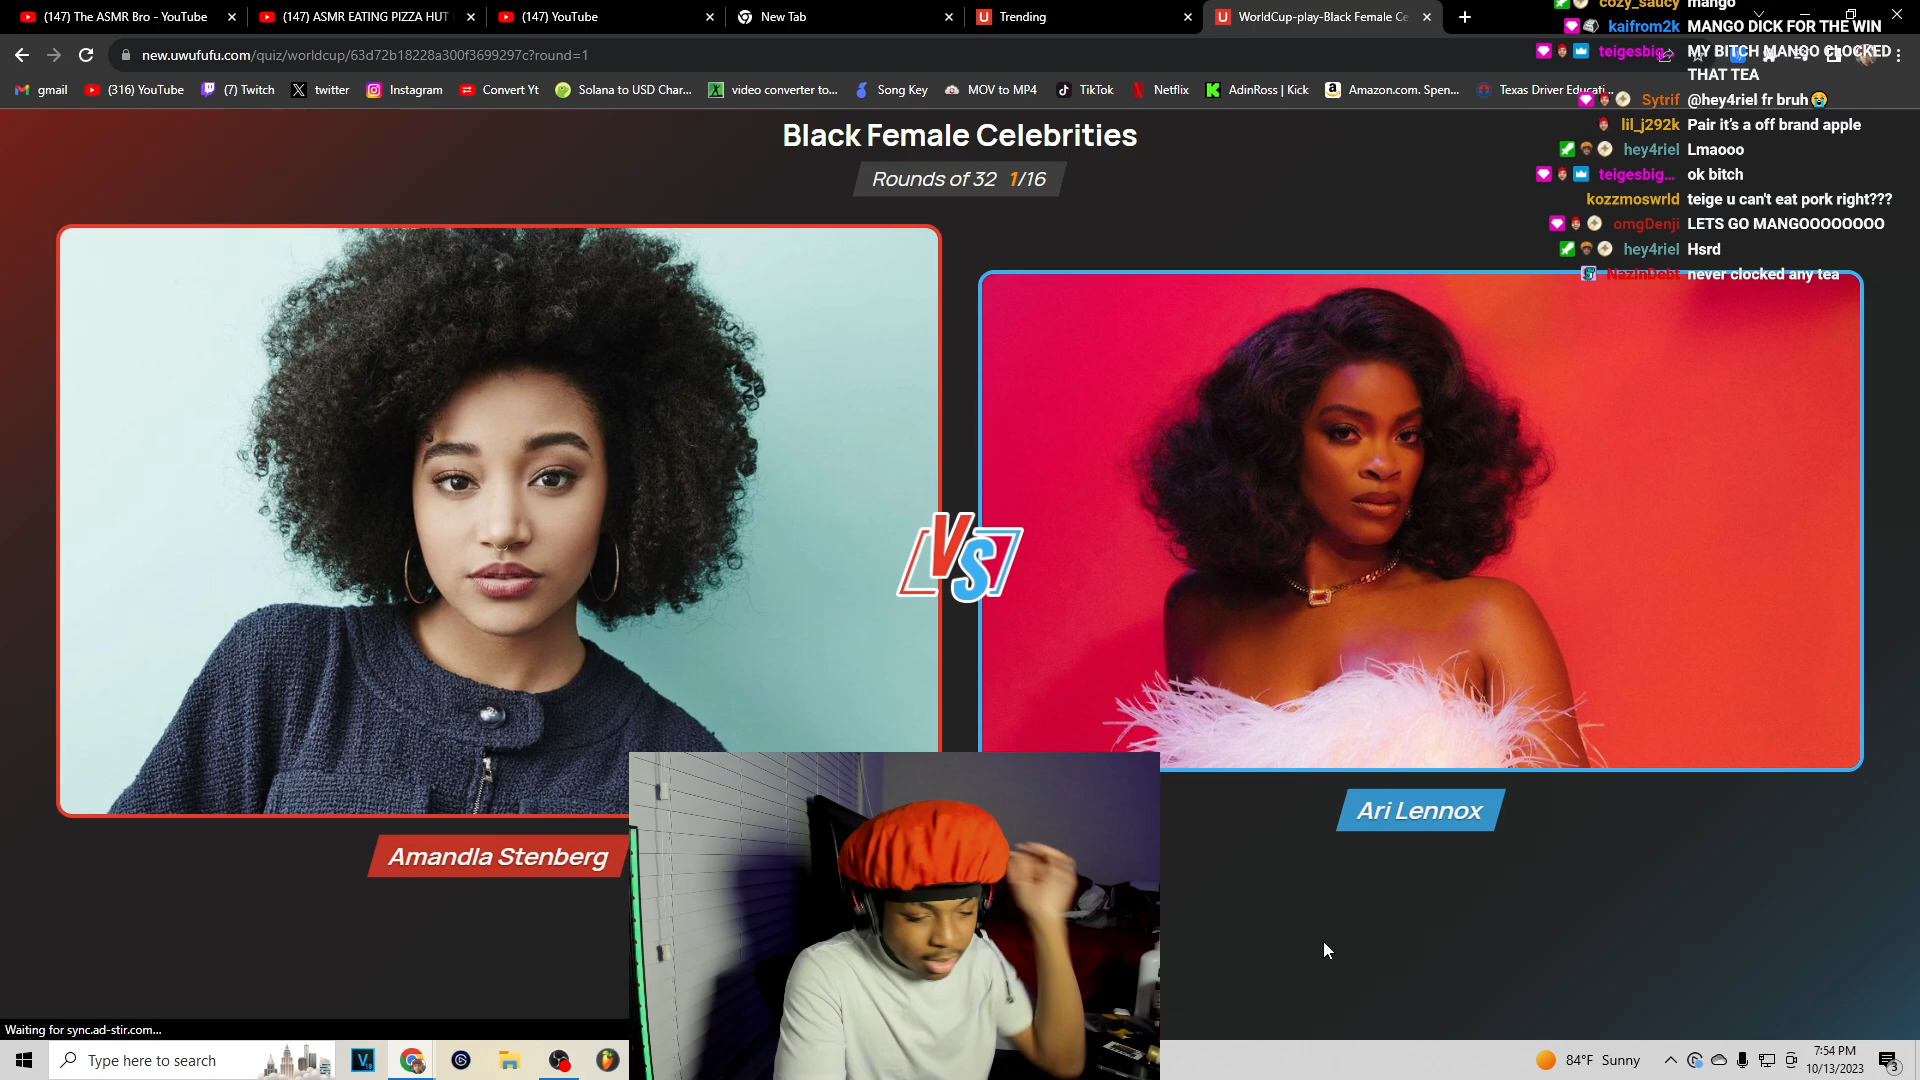 (147) The ASMR Bro - YouTube
(147) ASMR EATING PIZZA HUT
(147) YouTube
New Tab
Trending
WorldCup-play-Black Female Ce
new.uwufufu.com/quiz/worldcup/63d72b18228a300f3699297c?round=1
gmail
(316) YouTube
(7) Twitch
twitter
Instagram
Convert Yt
Solana to USD Char...
video converter to...
Song Key
MOV to MP4
TikTok
Netflix
AdinRoss | Kick
Amazon.com. Spen...
Texas Driver Educati...
cozy_saucy mango
kaifrom2k MANGO DICK FOR THE WIN
teigesbig... MY BITCH MANGO CLOCKED
THAT TEA
Sytrif @hey4riel fr bruh😭
lil_j292k Pair it's a off brand apple
hey4riel Lmaooo
teigesbig... ok bitch
kozzmoswrld teige u can't eat pork right???
omgDenji LETS GO MANGOOOOOOOO
hey4riel Hsrd
NazInDebt never clocked any tea
Black Female Celebrities
Rounds of 32 1/16
VS
Amandla Stenberg
Ari Lennox
Waiting for sync.ad-stir.com...
Type here to search
84°F Sunny
7:54 PM
10/13/2023
3